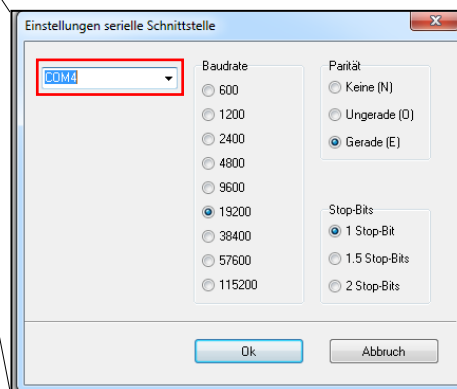 Einstellungen serielle Schnittstelle
COM4
Baudrate
600
1200
2400
4800
9600
19200
38400
57600
115200
Parität
Keine (N)
Ungerade (O)
Gerade (E)
Stop-Bits
1 Stop-Bit
1.5 Stop-Bits
2 Stop-Bits
Ok
Abbruch